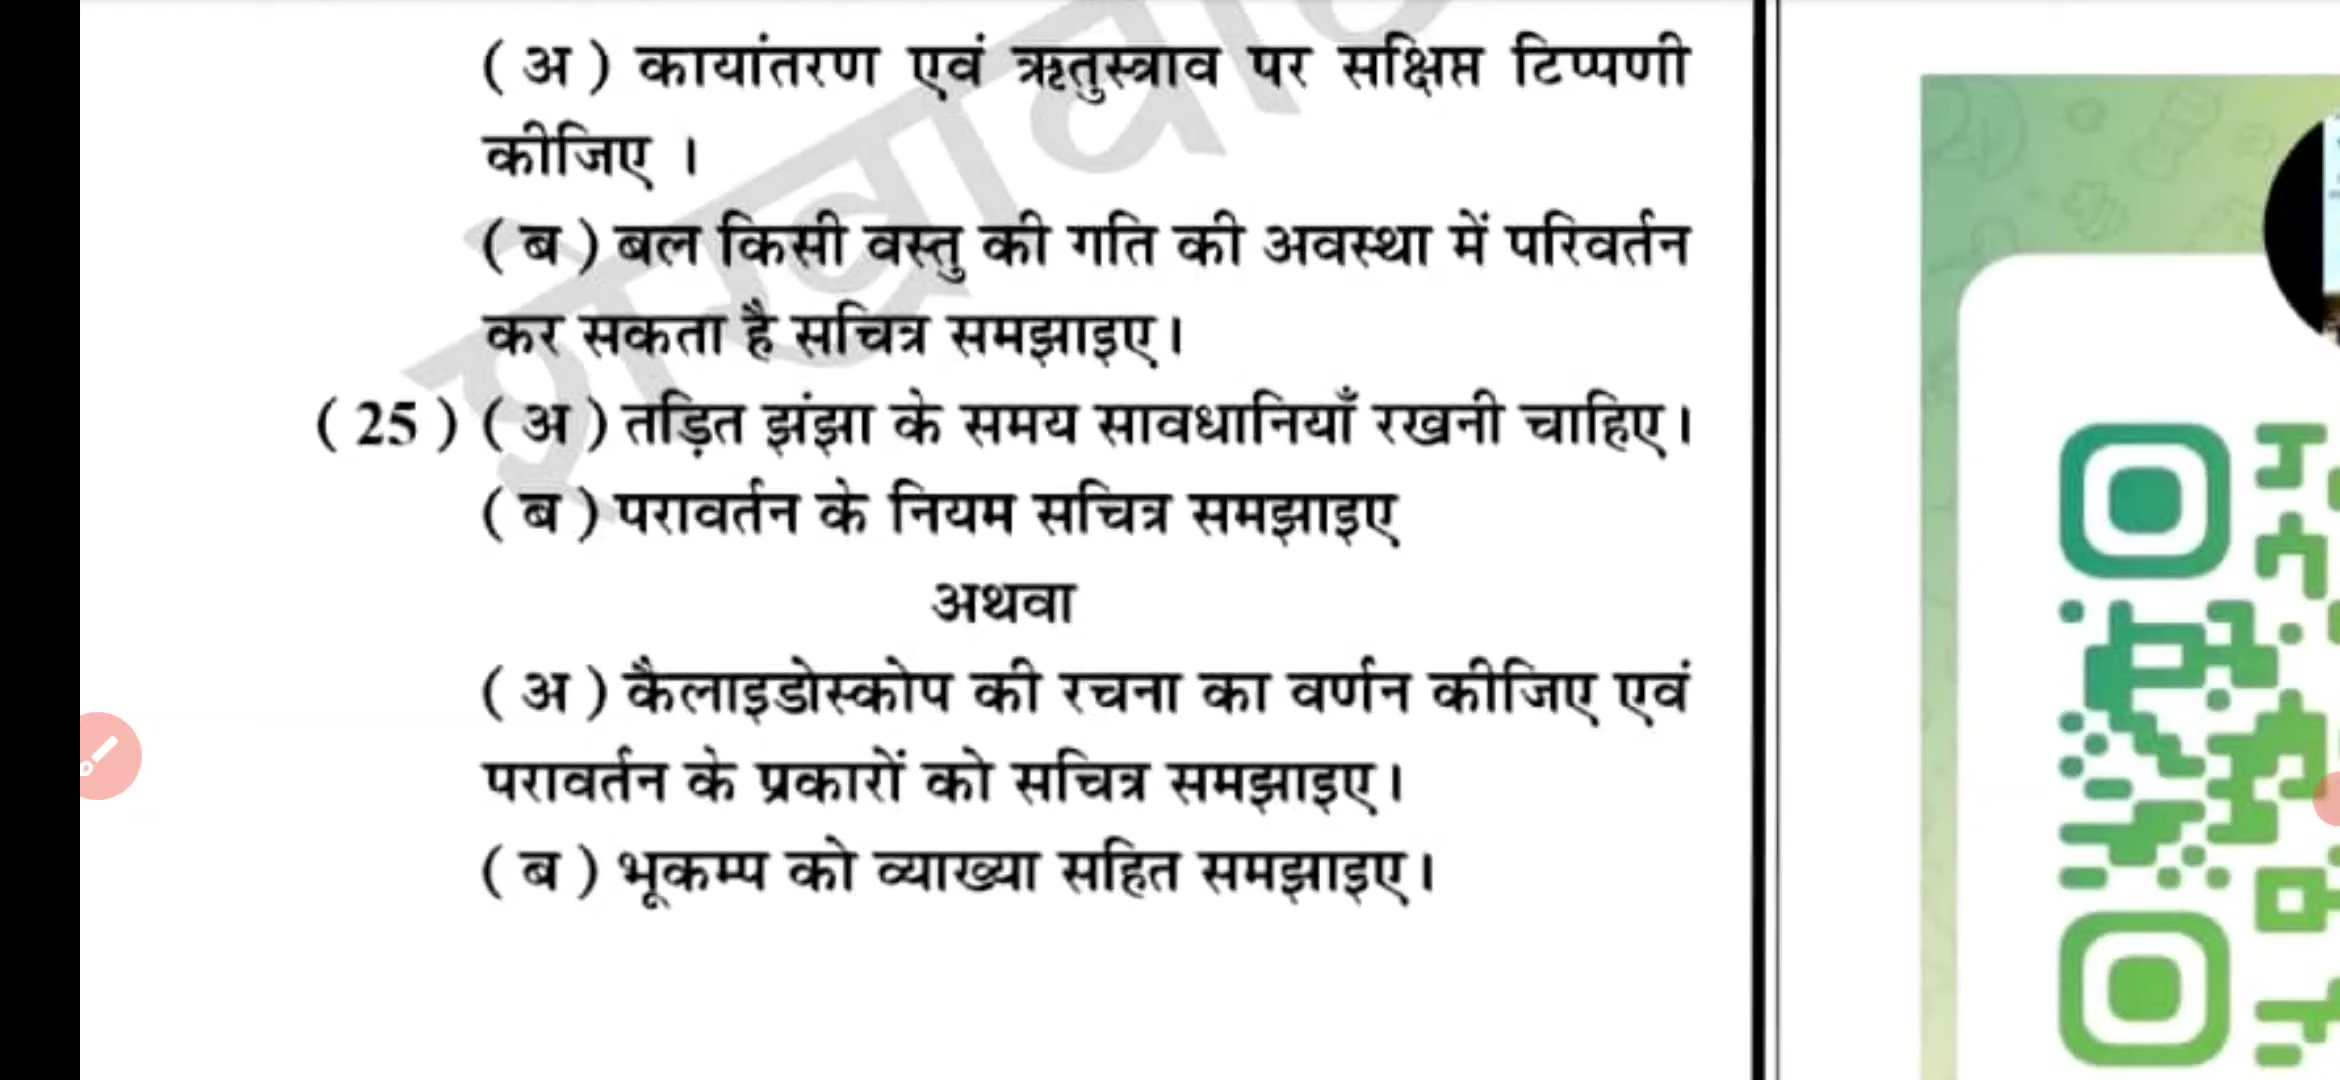 ( अ ) कायांतरण एवं ऋतुस्त्राव पर सक्षिप्त टिप्पणी
कीजिए ।
( ब ) बल किसी वस्तु की गति की अवस्था में परिवर्तन
कर सकता है सचित्र समझाइए।
( 25 ) ( अ ) तड़ित झंझा के समय सावधानियाँ रखनी चाहिए।
( ब ) परावर्तन के नियम सचित्र समझाइए
अथवा
( अ ) कैलाइडोस्कोप की रचना का वर्णन कीजिए एवं
परावर्तन के प्रकारों को सचित्र समझाइए।
( ब ) भूकम्प को व्याख्या सहित समझाइए।